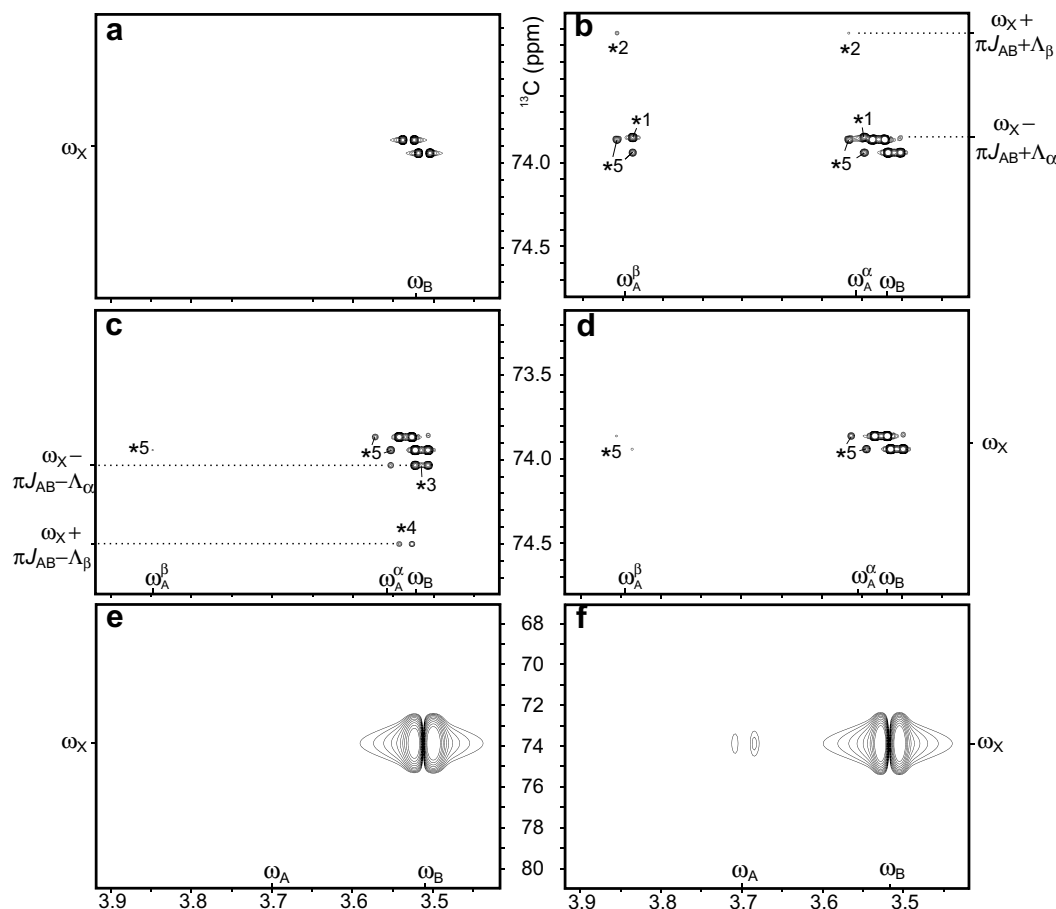 a
ωX
ωB
¹³C (ppm)
74.0
74.5
b
*2
*2
*1
*1
*5
*5
ωX+
πJAB+Λβ
ωX−
πJAB+Λα
ωAβ
ωAα
ωB
c
*5
*5
*3
*4
ωX−
πJAB−Λα
ωX+
πJAB−Λβ
ωAβ
ωAα
ωB
73.5
74.0
74.5
d
*5
*5
ωX
ωAβ
ωAα
ωB
e
ωX
ωA
ωB
3.9
3.8
3.7
3.6
3.5
68
70
72
74
76
78
80
f
ωX
ωA
ωB
3.9
3.8
3.7
3.6
3.5